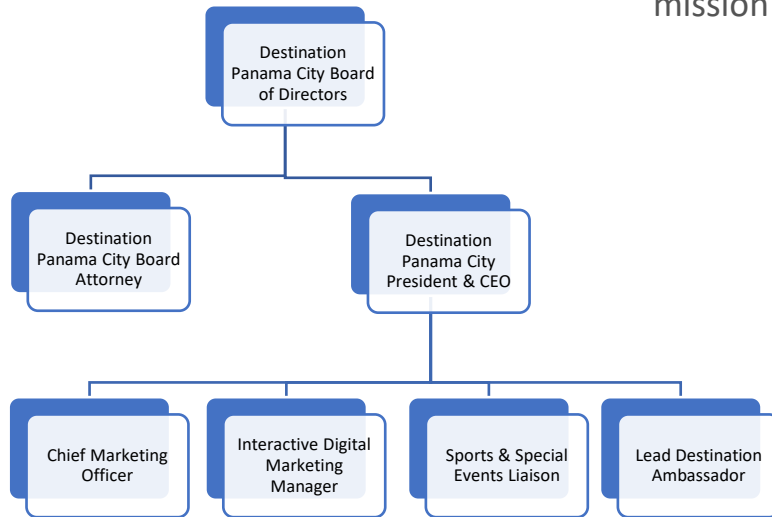 mission
Destination
Panama City Board
of Directors
Destination
Panama City Board
Attorney
Destination
Panama City
President & CEO
Chief Marketing
Officer
Interactive Digital
Marketing
Manager
Sports & Special
Events Liaison
Lead Destination
Ambassador